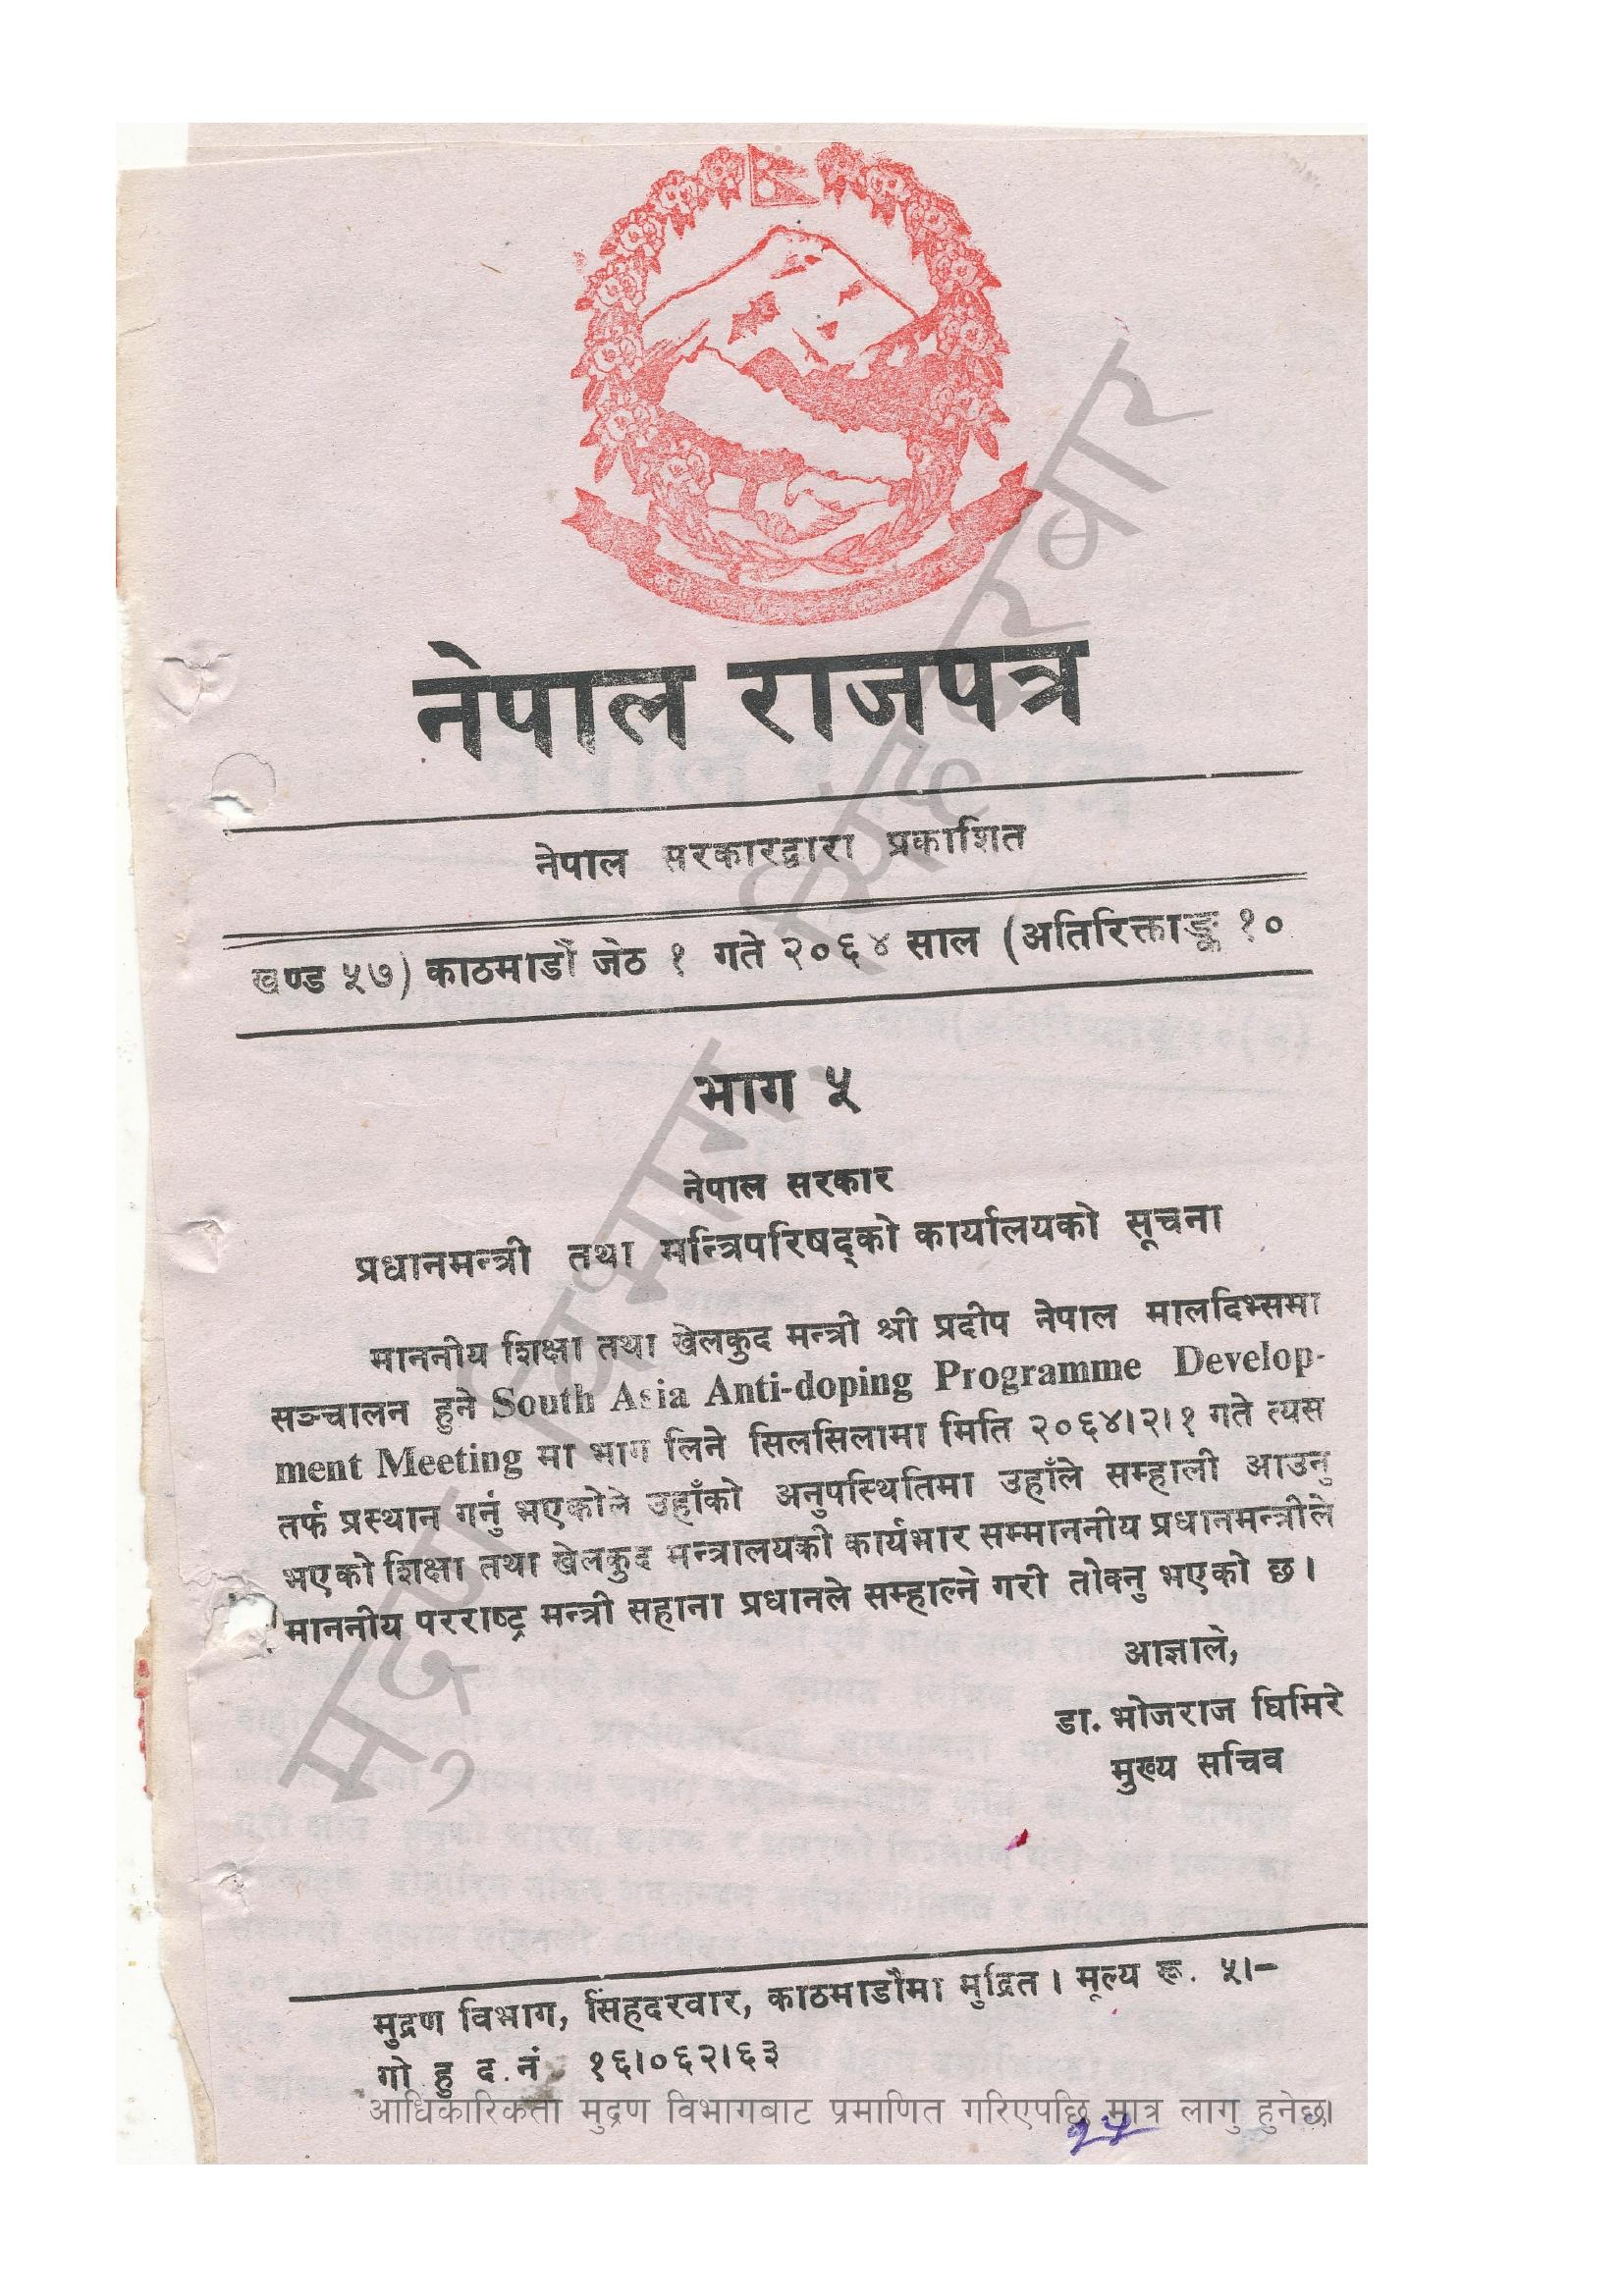 नेपाल राजपत्र
नेपाल सरकारद्वारा प्रकाशित
खण्ड ५७) काठमाडौं जेठ १ गते २०६४ साल (अतिरिक्ताङ्क १०
भाग ५
नेपाल सरकार
प्रधानमन्त्री तथा मन्त्रिपरिषद्को कार्यालयको सूचना
माननीय शिक्षा तथा खेलकुद मन्त्री श्री प्रदीप नेपाल मालदिभ्समा
सञ्चालन हुने South Asia Anti-doping Programme Develop-
ment Meeting मा भाग लिने सिलसिलामा मिति २०६४।२।१ गते त्यस
तर्फ प्रस्थान गर्नु भएकोले उहाँको अनुपस्थितिमा उहाँले सम्हाली आउनु
भएको शिक्षा तथा खेलकुद मन्त्रालयको कार्यभार सम्माननीय प्रधानमन्त्रीले
माननीय परराष्ट्र मन्त्री सहाना प्रधानले सम्हाल्ने गरी तोक्नु भएको छ।
आज्ञाले,
डा. भोजराज घिमिरे
मुख्य सचिव
मुद्रण विभाग, सिंहदरवार, काठमाडौंमा मुद्रित। मूल्य रू. ५।-
गो हु द.नं १६।०६२।६३
आधिकारिकता मुद्रण विभागबाट प्रमाणित गरिएपछि मात्र लागु हुनेछ।
२५
मुद्रण विभाग, सिंहदरबार